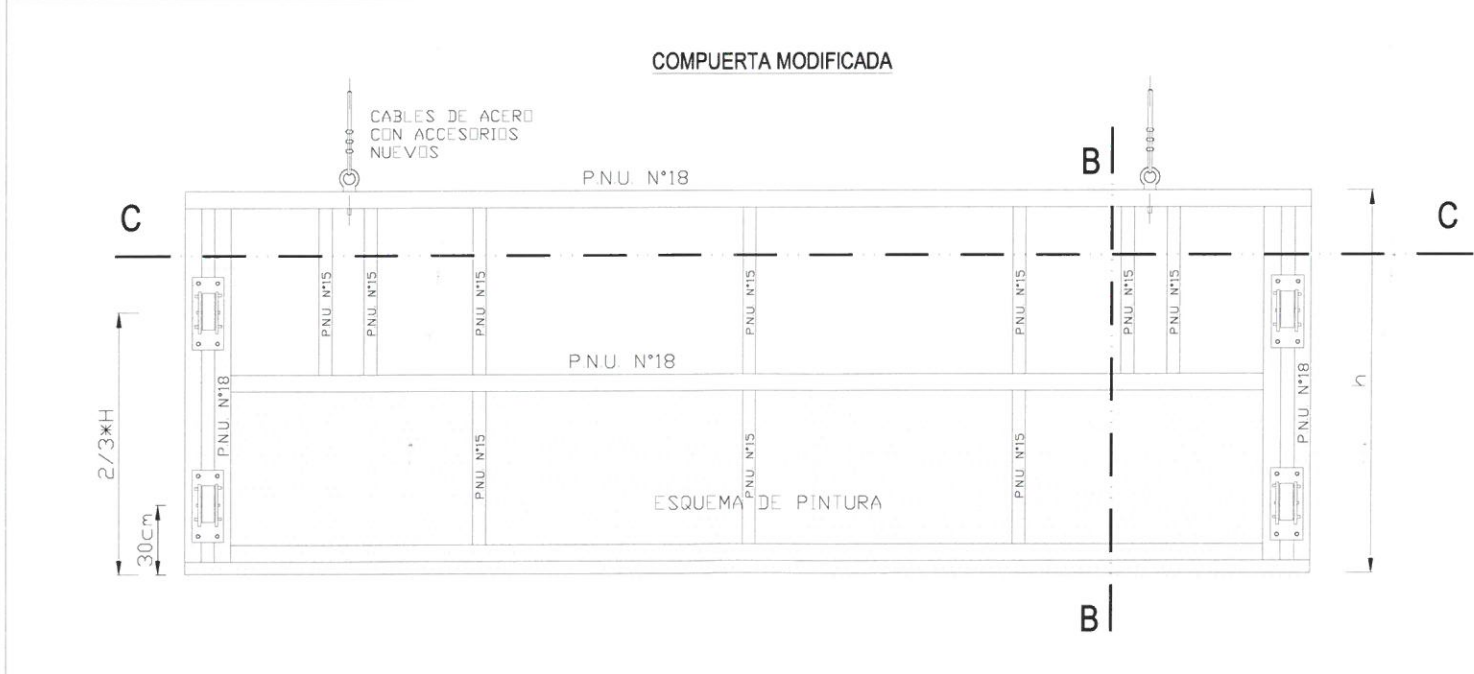 COMPUERTA MODIFICADA
CABLES DE ACERO
CON ACCESORIOS
NUEVOS
P.N.U. N°18
B
C
C
P.N.U. N°15
P.N.U. N°15
P.N.U. N°15
P.N.U. N°15
P.N.U. N°15
P.N.U. N°15
P.N.U. N°15
P.N.U. N°18
P.N.U. N°18
P.N.U. N°18
h
2/3*H
30cm
P.N.U. N°15
P.N.U. N°15
P.N.U. N°15
ESQUEMA DE PINTURA
B